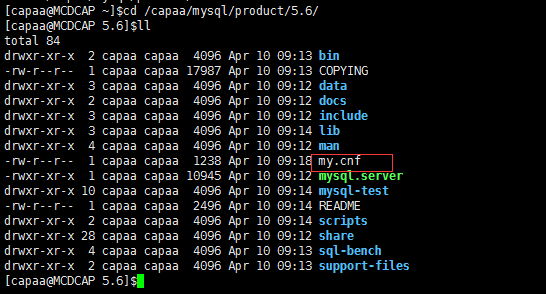 [capaa@MCDCAP ~]$cd /capaa/mysql/product/5.6/
[capaa@MCDCAP 5.6]$ll
total 84
drwxr-xr-x  2 capaa capaa  4096 Apr 10 09:13 bin
-rw-r--r--  1 capaa capaa 17987 Apr 10 09:13 COPYING
drwxr-xr-x  3 capaa capaa  4096 Apr 10 09:12 data
drwxr-xr-x  2 capaa capaa  4096 Apr 10 09:12 docs
drwxr-xr-x  3 capaa capaa  4096 Apr 10 09:12 include
drwxr-xr-x  3 capaa capaa  4096 Apr 10 09:14 lib
drwxr-xr-x  4 capaa capaa  4096 Apr 10 09:12 man
-rw-r--r--  1 capaa capaa  1238 Apr 10 09:18 my.cnf
-rwxr-xr-x  1 capaa capaa 10945 Apr 10 09:12 mysql.server
drwxr-xr-x 10 capaa capaa  4096 Apr 10 09:14 mysql-test
-rw-r--r--  1 capaa capaa  2496 Apr 10 09:14 README
drwxr-xr-x  2 capaa capaa  4096 Apr 10 09:14 scripts
drwxr-xr-x 28 capaa capaa  4096 Apr 10 09:12 share
drwxr-xr-x  4 capaa capaa  4096 Apr 10 09:13 sql-bench
drwxr-xr-x  2 capaa capaa  4096 Apr 10 09:13 support-files
[capaa@MCDCAP 5.6]$